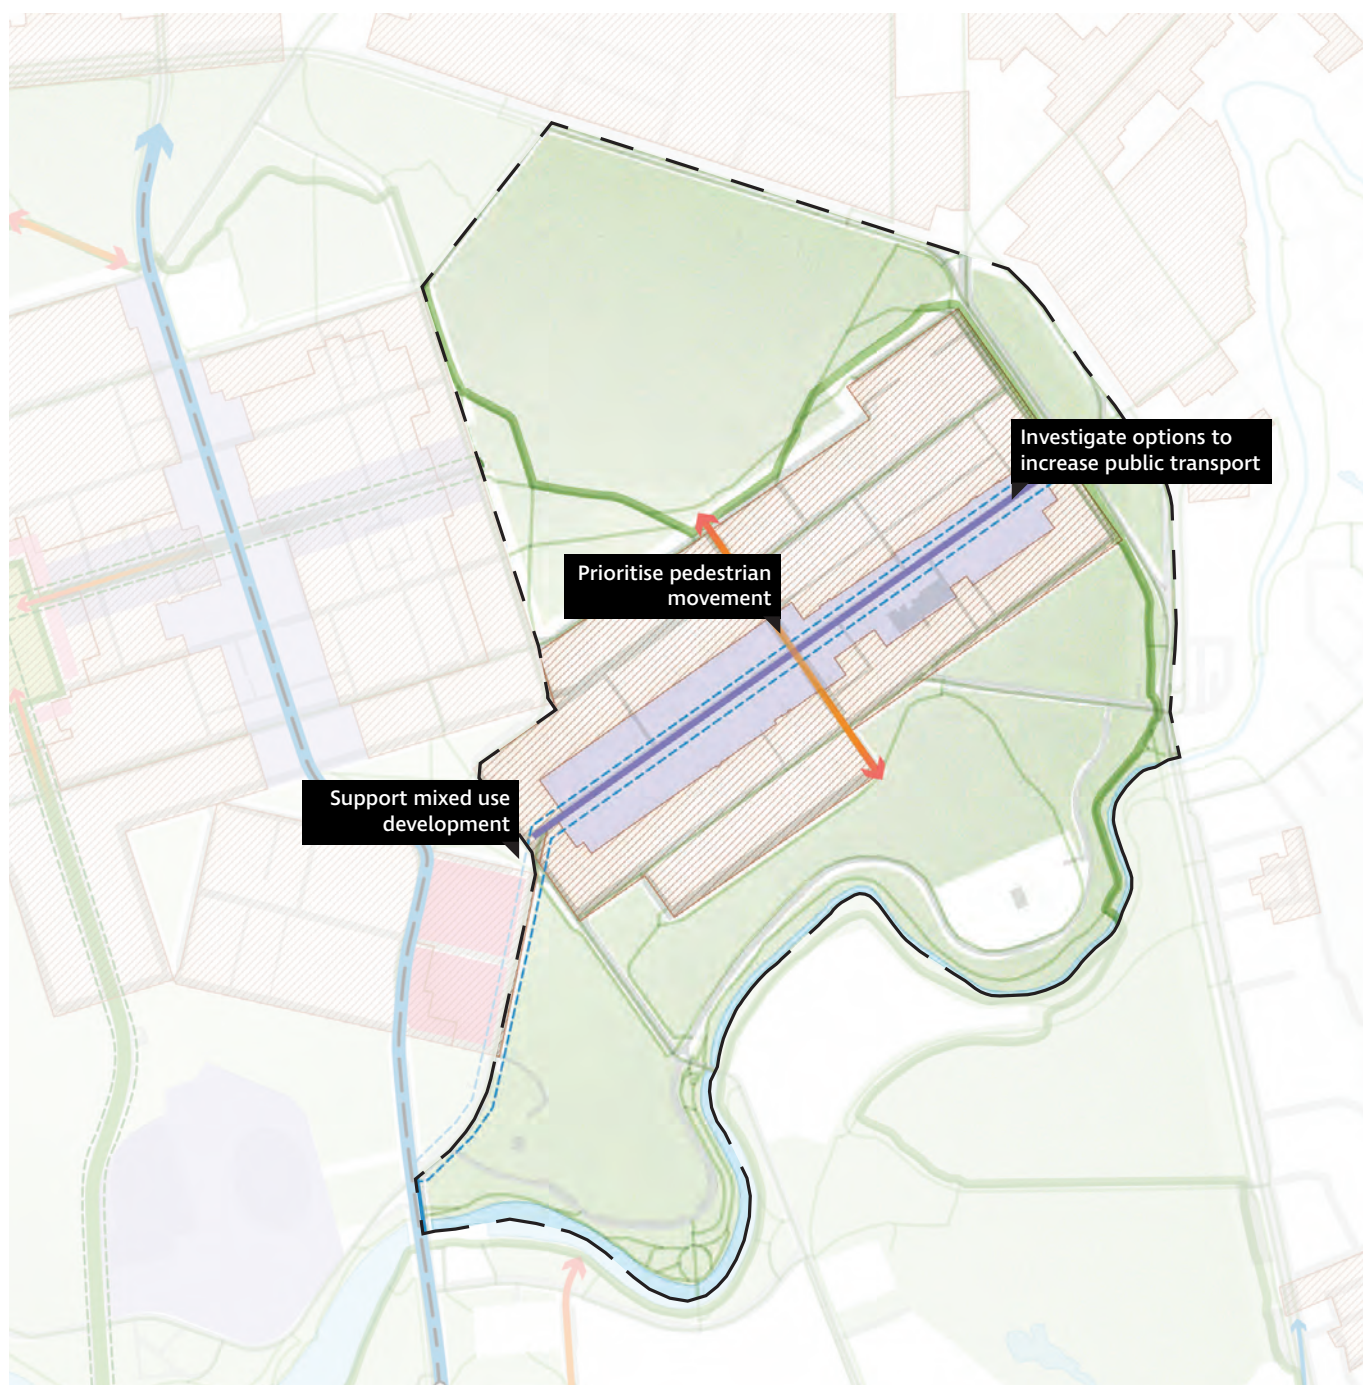 Investigate options to
increase public transport
Prioritise pedestrian
movement
Support mixed use
development